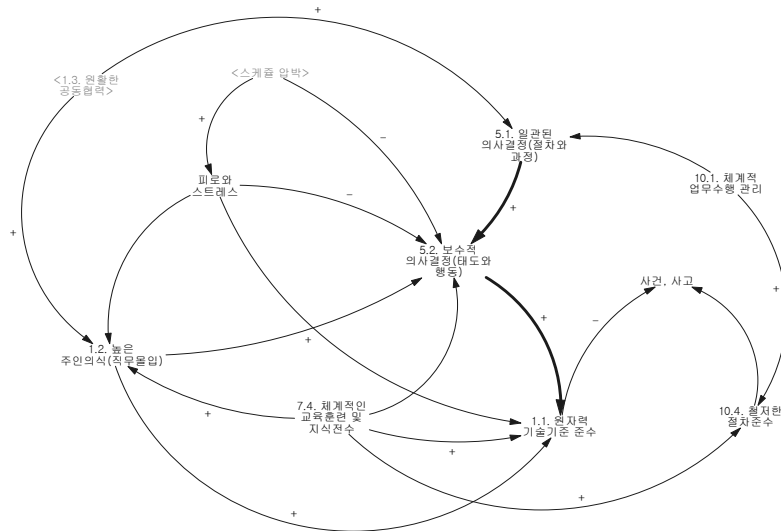 +
<1.3. 원활한
공동협력>
<스케쥴 압박>
+
−
5.1. 일관된
의사결정(절차와
과정)
10.1. 체계적
업무수행 관리
피로와
스트레스
−
+
+
5.2. 보수적
의사결정(태도와
행동)
사건, 사고
+
+
−
+
1.2. 높은
주인의식(직무몰입)
+
7.4. 체계적인
교육훈련 및
지식전수
+
+
1.1. 원자력
기술기준 준수
10.4. 철저한
절차준수
+
+
+